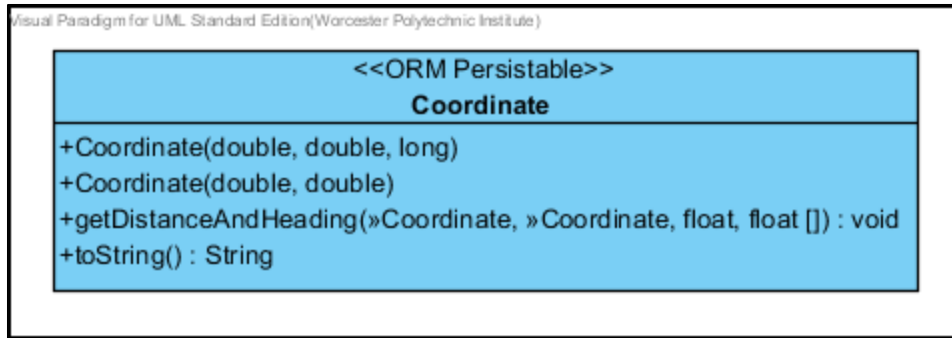 Visual Paradigm for UML Standard Edition(Worcester Polytechnic Institute)
<<ORM Persistable>>
Coordinate
+Coordinate(double, double, long)
+Coordinate(double, double)
+getDistanceAndHeading(»Coordinate, »Coordinate, float, float []) : void
+toString() : String